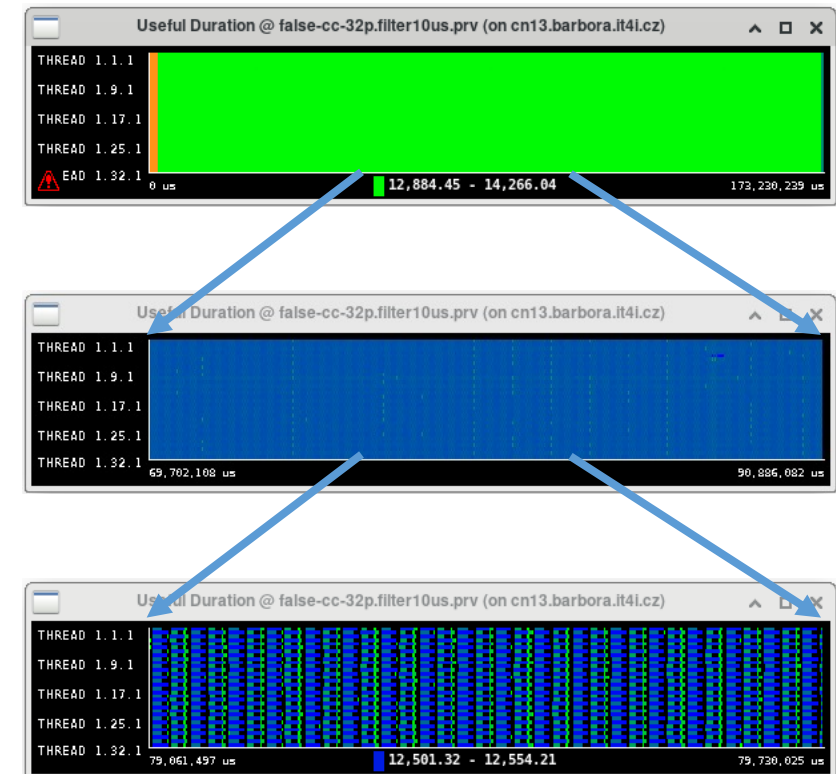 Useful Duration @ false-cc-32p.filter10us.prv (on cn13.barbora.it4i.cz)
THREAD 1.1.1
THREAD 1.9.1
THREAD 1.17.1
THREAD 1.25.1
EAD 1.32.1
0 us 12,884.45 - 14,266.04 173,230,239 us
Useful Duration @ false-cc-32p.filter10us.prv (on cn13.barbora.it4i.cz)
THREAD 1.1.1
THREAD 1.9.1
THREAD 1.17.1
THREAD 1.25.1
THREAD 1.32.1
69,702,108 us 90,886,082 us
Useful Duration @ false-cc-32p.filter10us.prv (on cn13.barbora.it4i.cz)
THREAD 1.1.1
THREAD 1.9.1
THREAD 1.17.1
THREAD 1.25.1
THREAD 1.32.1
79,061,497 us 12,501.32 - 12,554.21 79,730,025 us